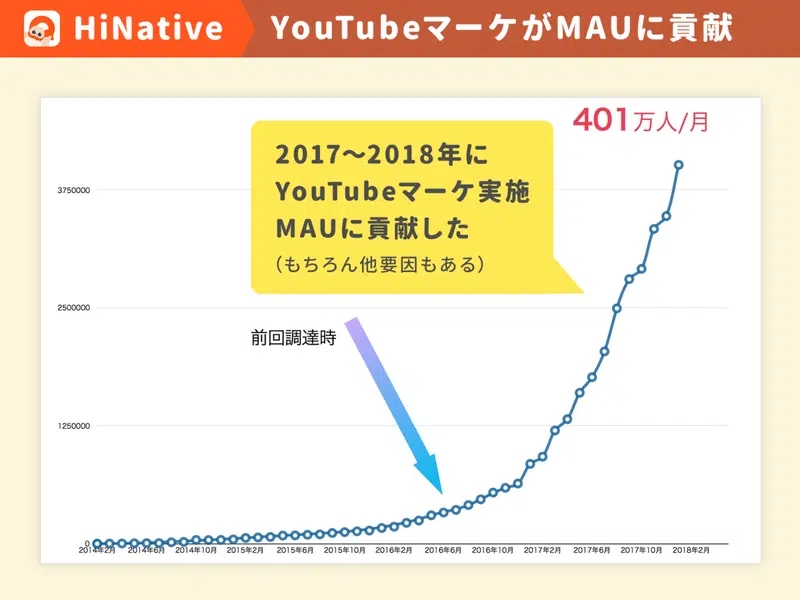 HiNative
YouTubeマーケがMAUに貢献
401万人/月
2017〜2018年に
YouTubeマーケ実施
MAUに貢献した
（もちろん他要因もある）
前回調達時
3750000
2500000
1250000
0
2014年2月 2014年6月 2014年10月 2015年2月 2015年6月 2015年10月 2016年2月 2016年6月 2016年10月 2017年2月 2017年6月 2017年10月 2018年2月